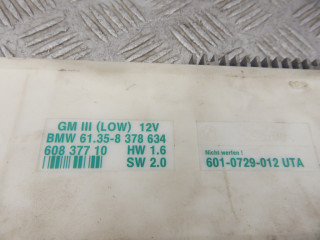 GM III (LOW) 12V
BMW 61.35-8 378 634
608 377 10 HW 1.6
SW 2.0
Nicht werfen !
601-0729-012 UTA